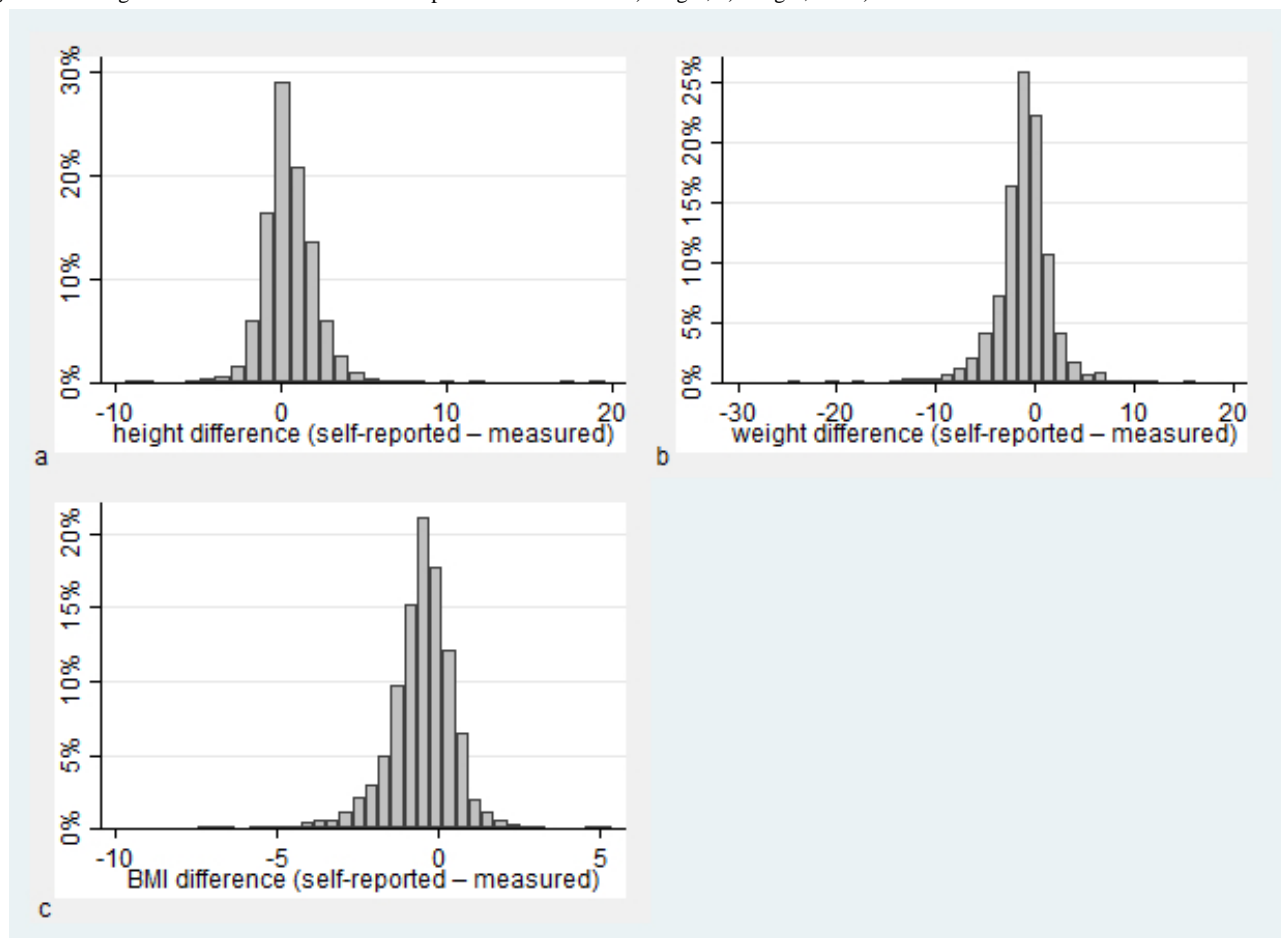 30%
20%
10%
0%
-10 0 10 20
height difference (self-reported – measured)
a
25%
20%
15%
10%
5%
0%
-30 -20 -10 0 10 20
weight difference (self-reported – measured)
b
20%
15%
10%
5%
0%
-10 -5 0 5
BMI difference (self-reported – measured)
c